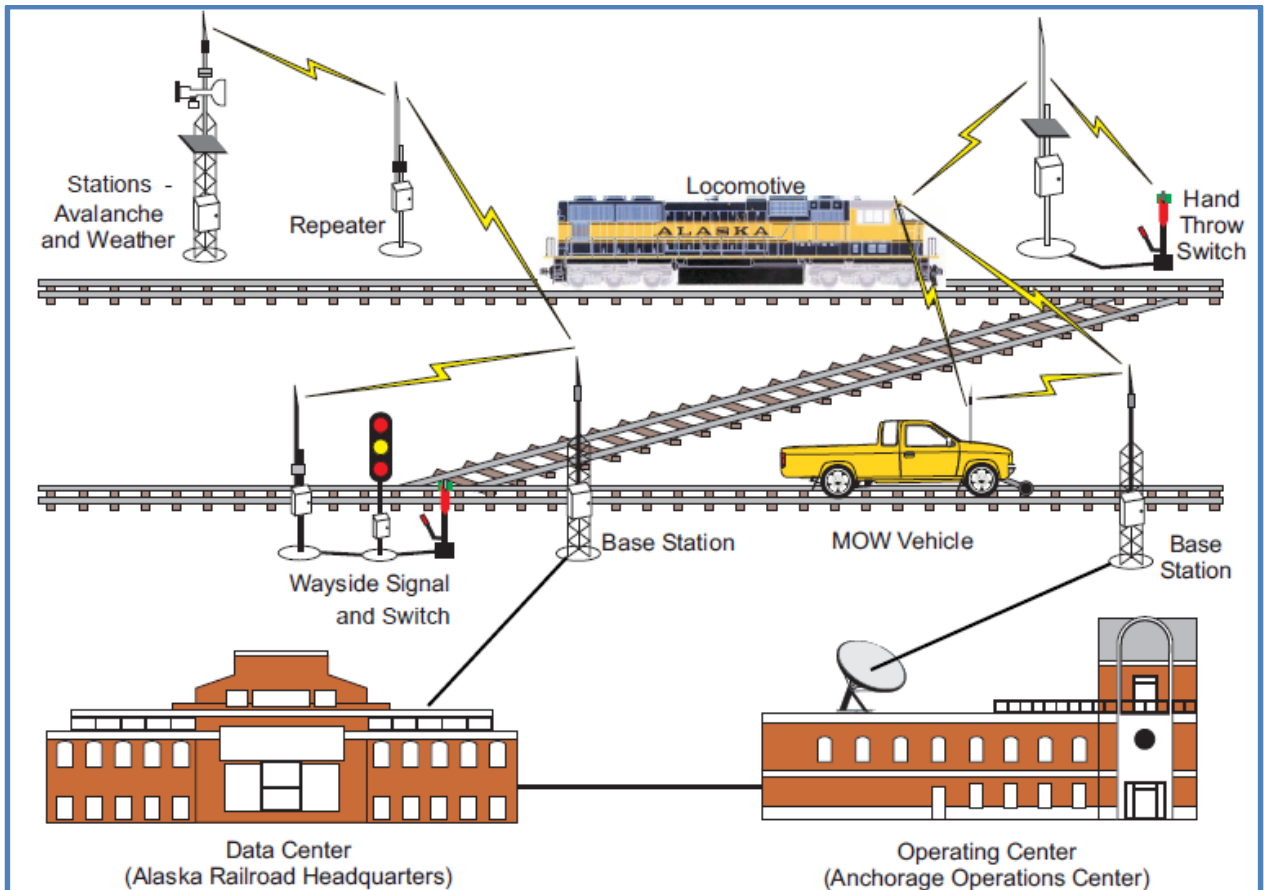 Stations -
Avalanche
and Weather
Repeater
Locomotive
ALASKA
Hand
Throw
Switch
Wayside Signal
and Switch
Base Station
MOW Vehicle
Base
Station
Data Center
(Alaska Railroad Headquarters)
Operating Center
(Anchorage Operations Center)